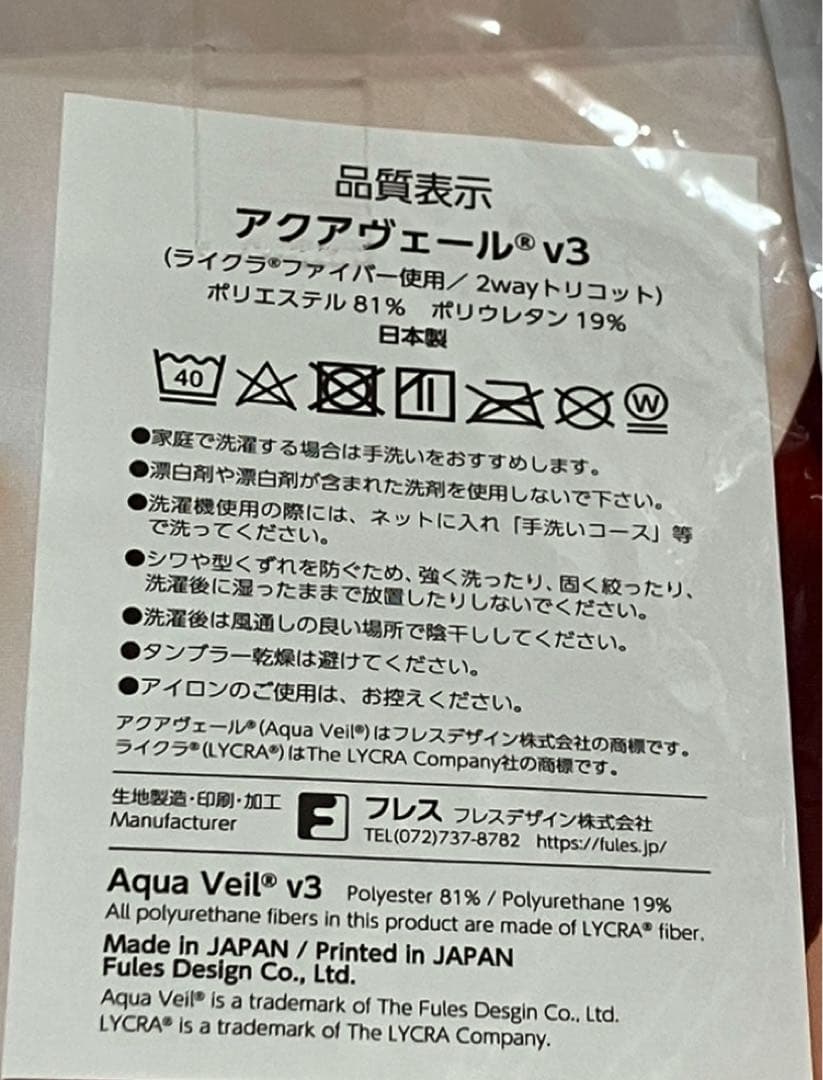 品質表示
アクアヴェール® v3
(ライクラ®ファイバー使用／ 2wayトリコット)
ポリエステル 81%　ポリウレタン 19%
日本製
40 W
●家庭で洗濯する場合は手洗いをおすすめします。
●漂白剤や漂白剤が含まれた洗剤を使用しないで下さい。
●洗濯機使用の際には、ネットに入れ「手洗いコース」等
で洗ってください。
●シワや型くずれを防ぐため、強く洗ったり、固く絞ったり、
洗濯後に湿ったままで放置したりしないでください。
●洗濯後は風通しの良い場所で陰干ししてください。
●タンブラー乾燥は避けてください。
●アイロンのご使用は、お控えください。
アクアヴェール®(Aqua Veil®)はフレスデザイン株式会社の商標です。
ライクラ®(LYCRA®)はThe LYCRA Company社の商標です。
生地製造・印刷・加工
Manufacturer
フレス フレスデザイン株式会社
TEL(072)737-8782 https://fules.jp/
Aqua Veil® v3 Polyester 81% / Polyurethane 19%
All polyurethane fibers in this product are made of LYCRA® fiber.
Made in JAPAN / Printed in JAPAN
Fules Design Co., Ltd.
Aqua Veil® is a trademark of The Fules Desgin Co., Ltd.
LYCRA® is a trademark of The LYCRA Company.